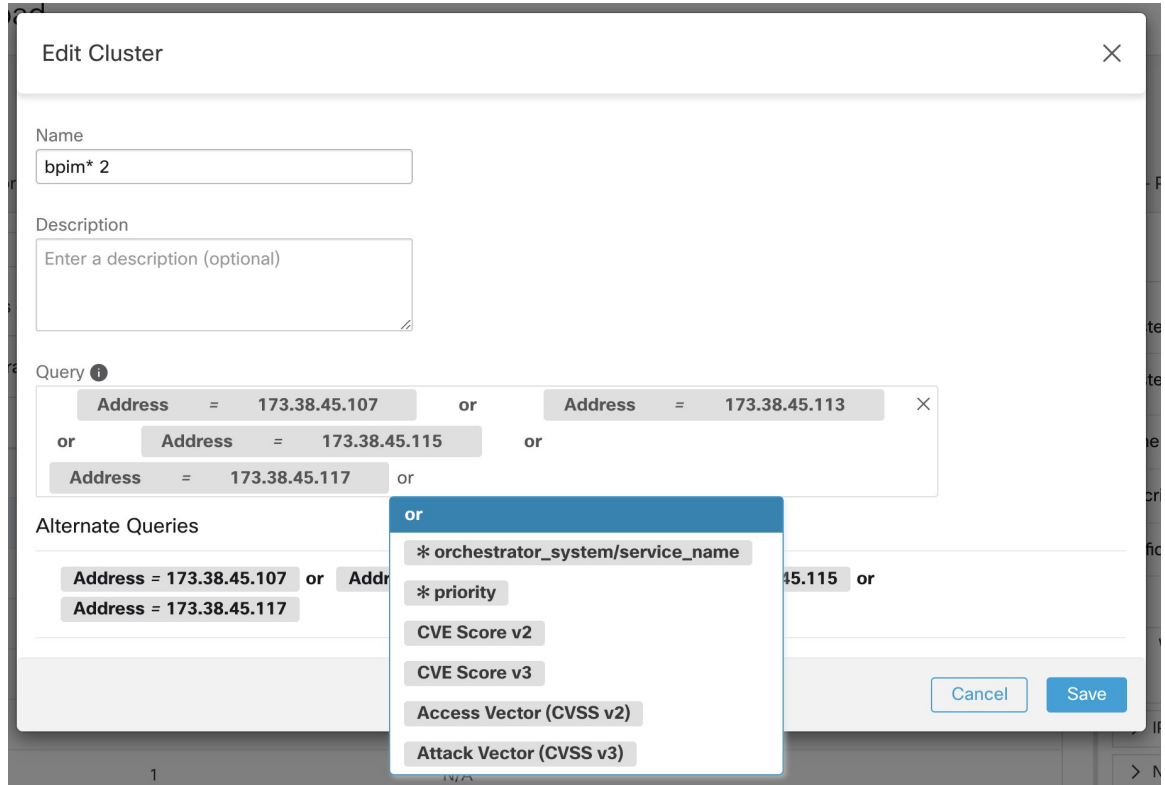 Edit Cluster
Name
bpim* 2
Description
Enter a description (optional)
Query
Address = 173.38.45.107 or Address = 173.38.45.113
or Address = 173.38.45.115 or
Address = 173.38.45.117 or
or
Alternate Queries
* orchestrator_system/service_name
Address = 173.38.45.107 or 45.115 or
* priority
Address = 173.38.45.117
CVE Score v2
CVE Score v3
Cancel Save
Access Vector (CVSS v2)
Attack Vector (CVSS v3)
1 N/A